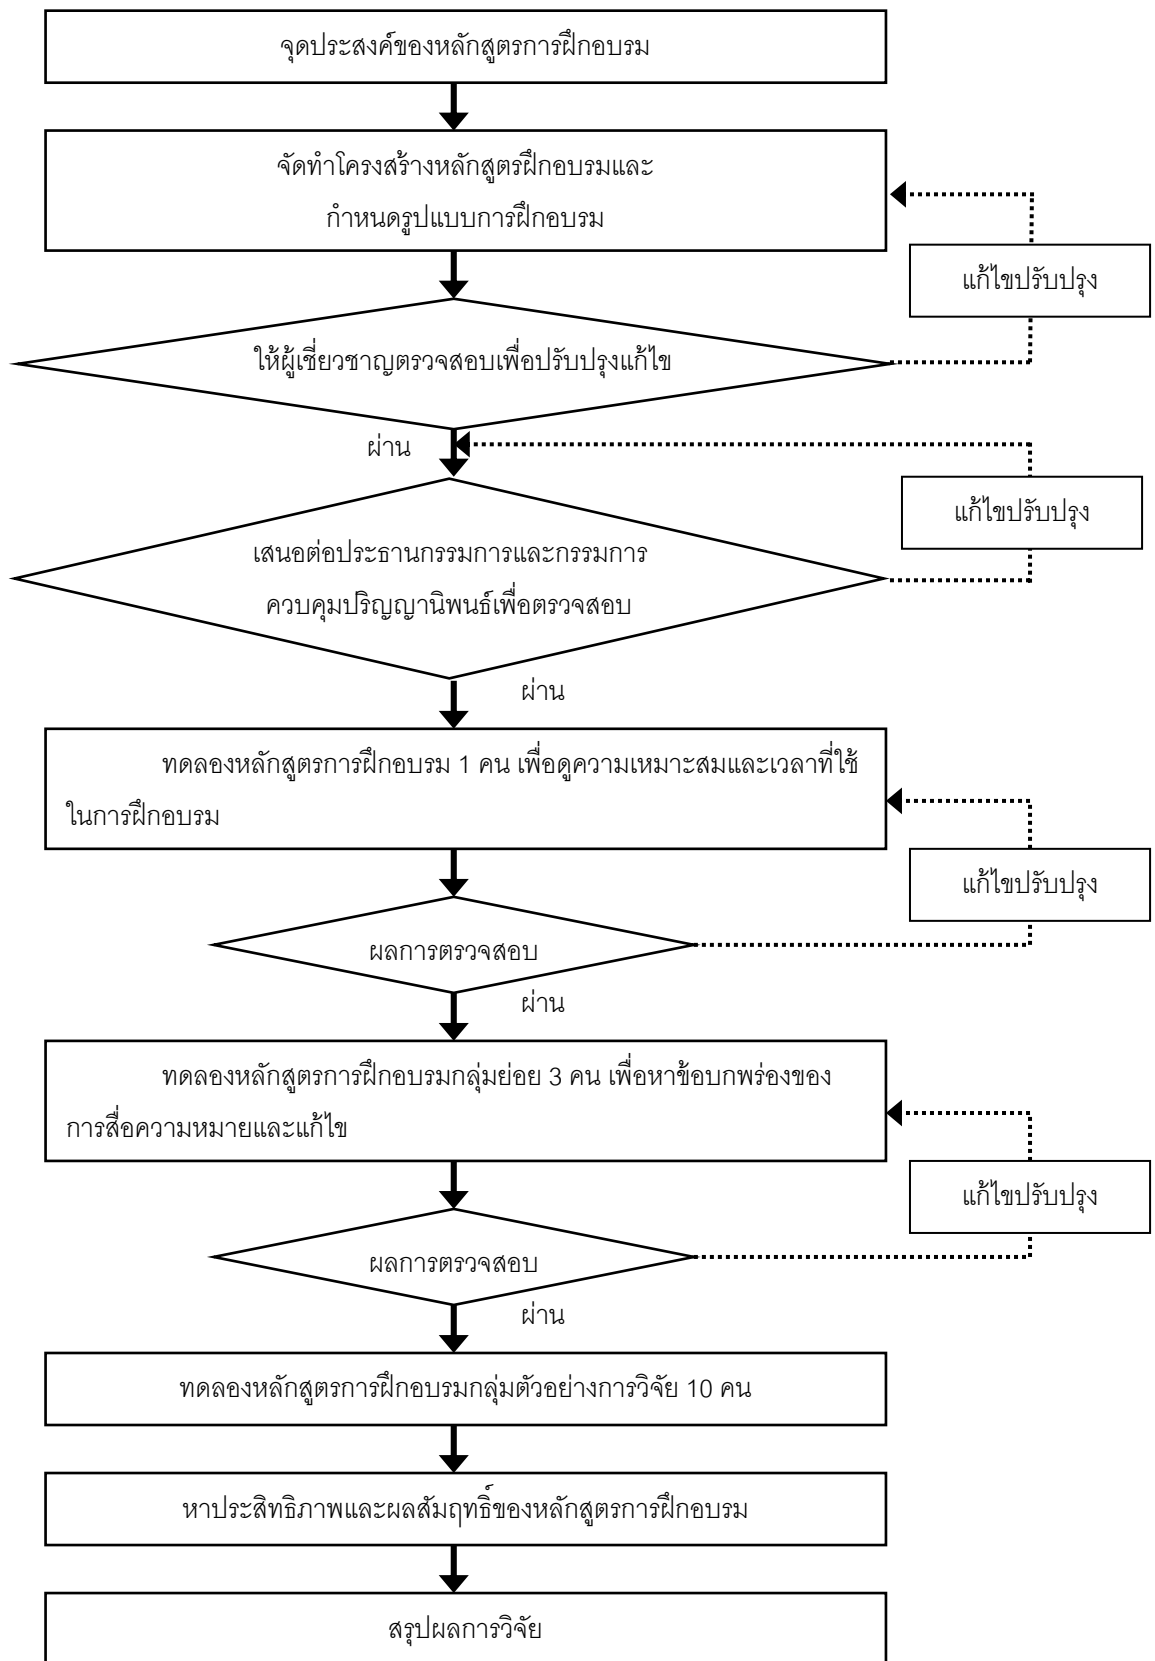 จุดประสงค์ของหลักสูตรการฝึกอบรม
จัดทำโครงสร้างหลักสูตรฝึกอบรมและ
กำหนดรูปแบบการฝึกอบรม
แก้ไขปรับปรุง
ให้ผู้เชี่ยวชาญตรวจสอบเพื่อปรับปรุงแก้ไข
ผ่าน
แก้ไขปรับปรุง
เสนอต่อประธานกรรมการและกรรมการ
ควบคุมปริญญานิพนธ์เพื่อตรวจสอบ
ผ่าน
ทดลองหลักสูตรการฝึกอบรม 1 คน เพื่อดูความเหมาะสมและเวลาที่ใช้
ในการฝึกอบรม
แก้ไขปรับปรุง
ผลการตรวจสอบ
ผ่าน
ทดลองหลักสูตรการฝึกอบรมกลุ่มย่อย 3 คน เพื่อหาข้อบกพร่องของ
การสื่อความหมายและแก้ไข
แก้ไขปรับปรุง
ผลการตรวจสอบ
ผ่าน
ทดลองหลักสูตรการฝึกอบรมกลุ่มตัวอย่างการวิจัย 10 คน
หาประสิทธิภาพและผลสัมฤทธิ์ของหลักสูตรการฝึกอบรม
สรุปผลการวิจัย